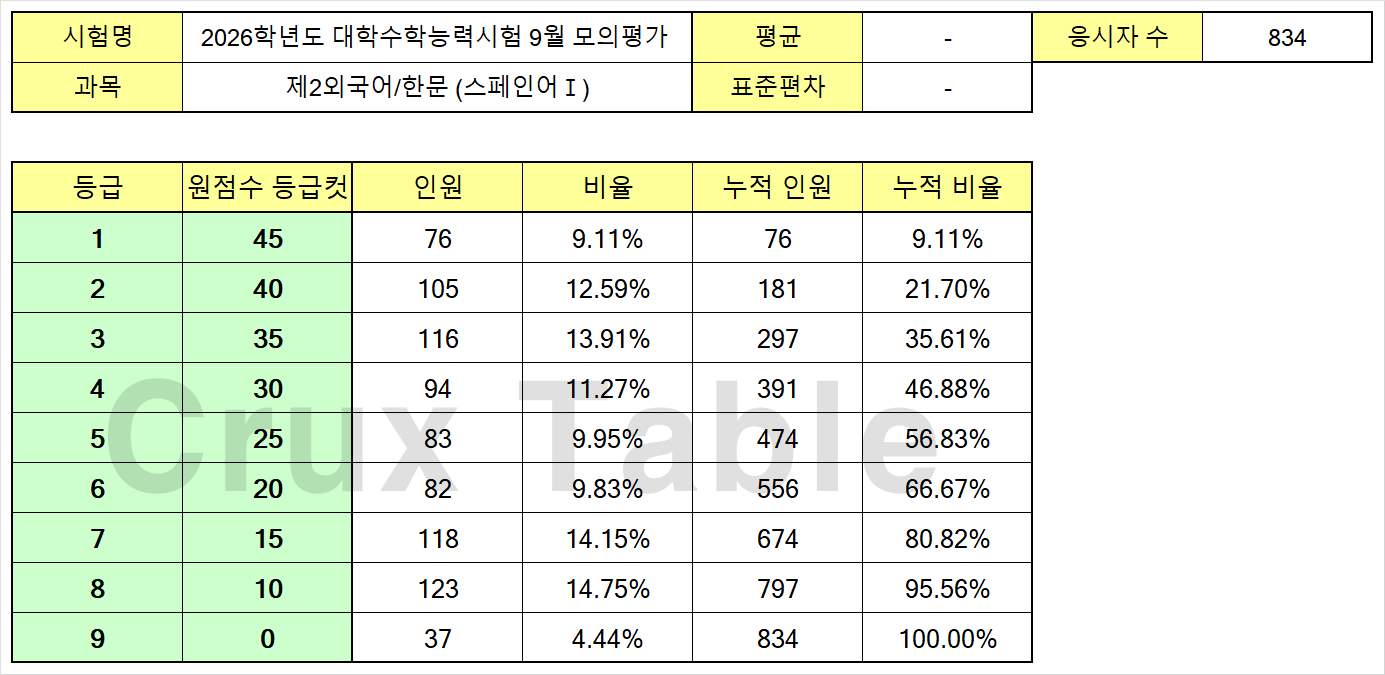 시험명 2026학년도 대학수학능력시험 9월 모의평가 평균 - 응시자 수 834
과목 제2외국어/한문 (스페인어Ⅰ) 표준편차 -
등급 원점수 등급컷 인원 비율 누적 인원 누적 비율
1 45 76 9.11% 76 9.11%
2 40 105 12.59% 181 21.70%
3 35 116 13.91% 297 35.61%
4 30 94 11.27% 391 46.88%
5 25 83 9.95% 474 56.83%
6 20 82 9.83% 556 66.67%
7 15 118 14.15% 674 80.82%
8 10 123 14.75% 797 95.56%
9 0 37 4.44% 834 100.00%
Crux Table